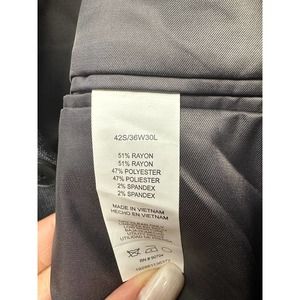 42S/36W30L
51% RAYON
51% RAYON
47% POLYESTER
47% POLIESTER
2% SPANDEX
2% SPANDEX
MADE IN VIETNAM
HECHO EN VIETNAM